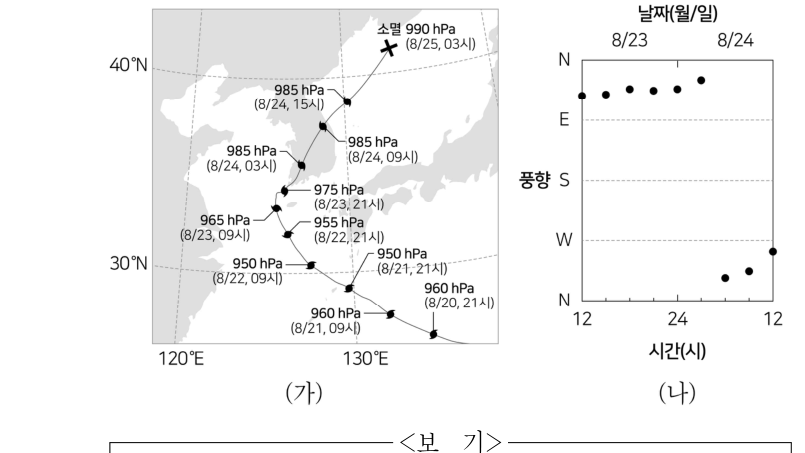 소멸 990 hPa
(8/25, 03시)
40°N
985 hPa
(8/24, 15시)
985 hPa
(8/24, 09시)
985 hPa
(8/24, 03시)
975 hPa
(8/23, 21시)
965 hPa
(8/23, 09시)
955 hPa
(8/22, 21시)
30°N
950 hPa
(8/22, 09시)
950 hPa
(8/21, 21시)
960 hPa
(8/20, 21시)
960 hPa
(8/21, 09시)
120°E
130°E
(가)
날짜(월/일)
8/23
8/24
N
E
풍향 S
W
N
12
24
12
시간(시)
(나)
<보 기>